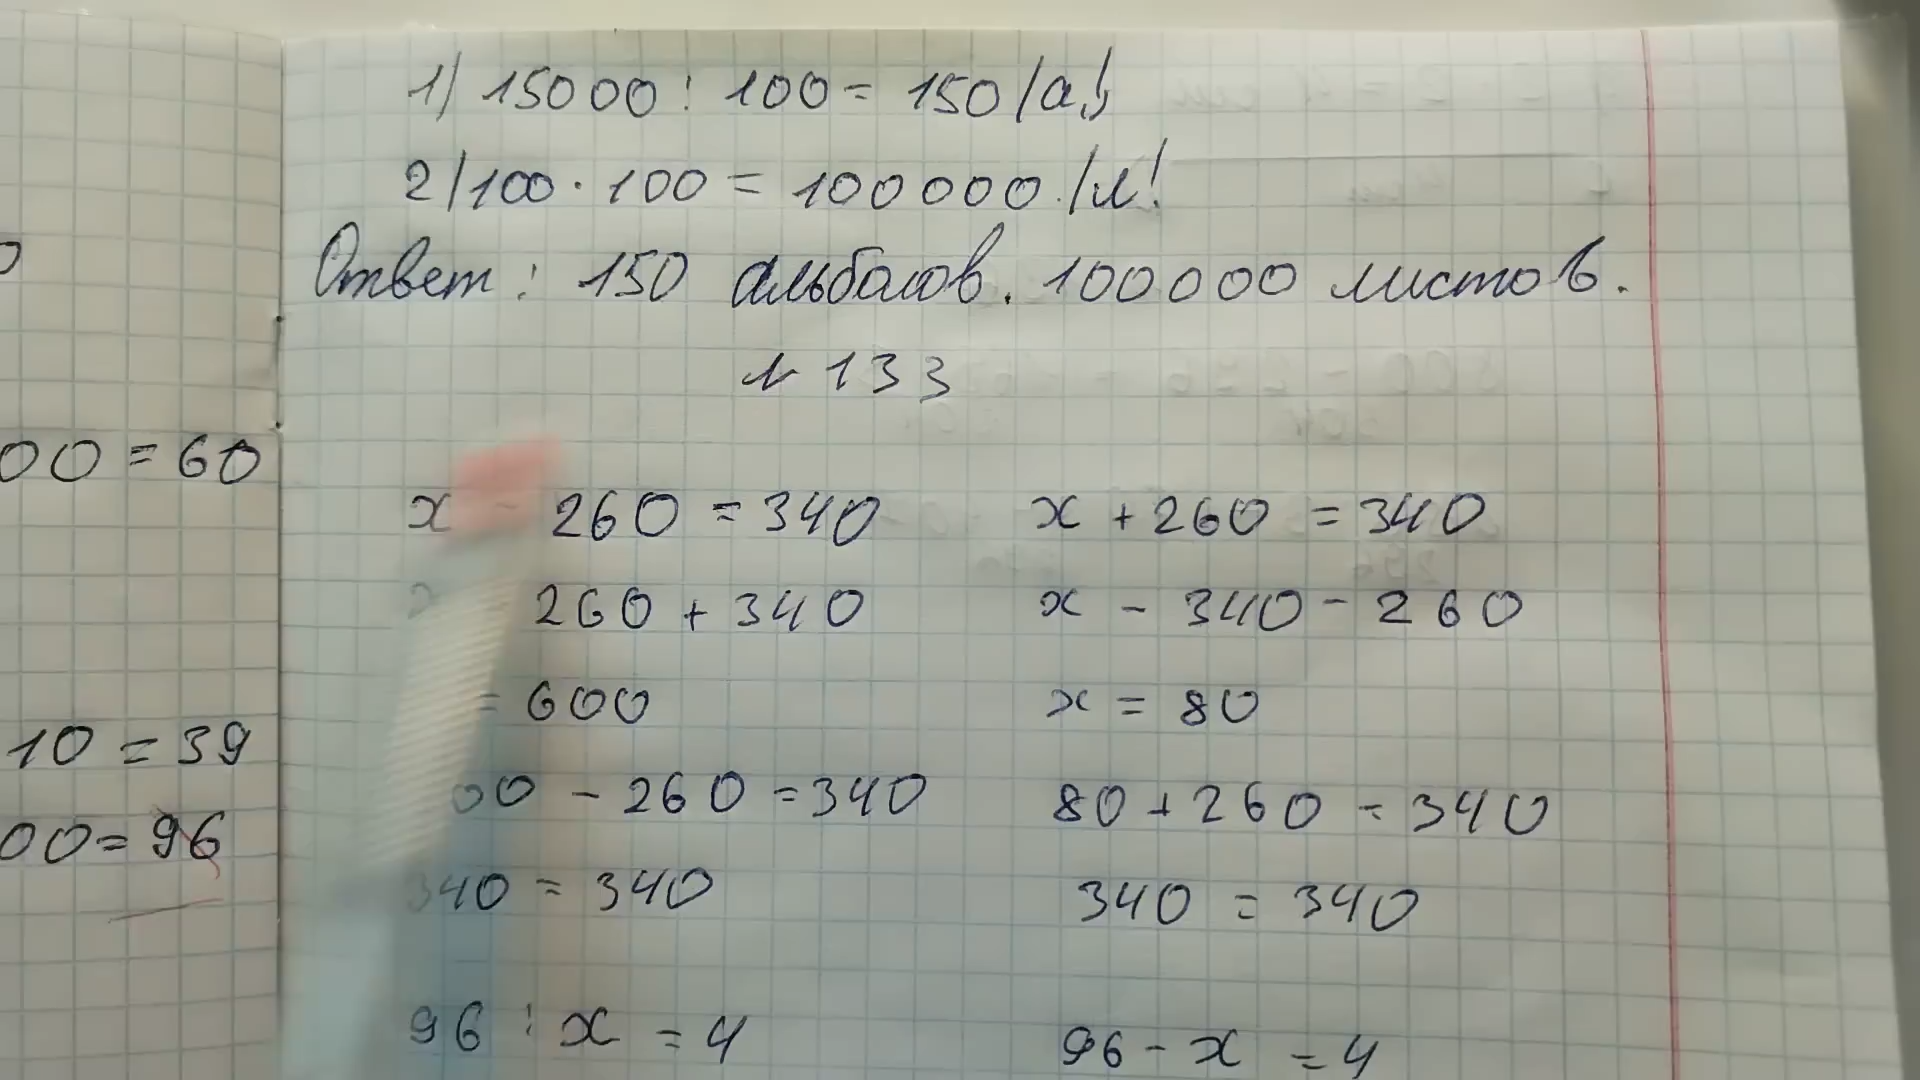 1) 15000 : 100 = 150 (а.)
2) 100 · 100 = 100000 (л.)
Ответ: 150 альбомов. 100000 листов.
№ 133
х - 260 = 340
260 + 340
= 600
00 - 260 = 340
340 = 340
96 : х = 4
х + 260 = 340
х - 340 - 260
х = 80
80 + 260 = 340
340 = 340
96 - х = 4
00 = 60
10 = 39
00 = 96